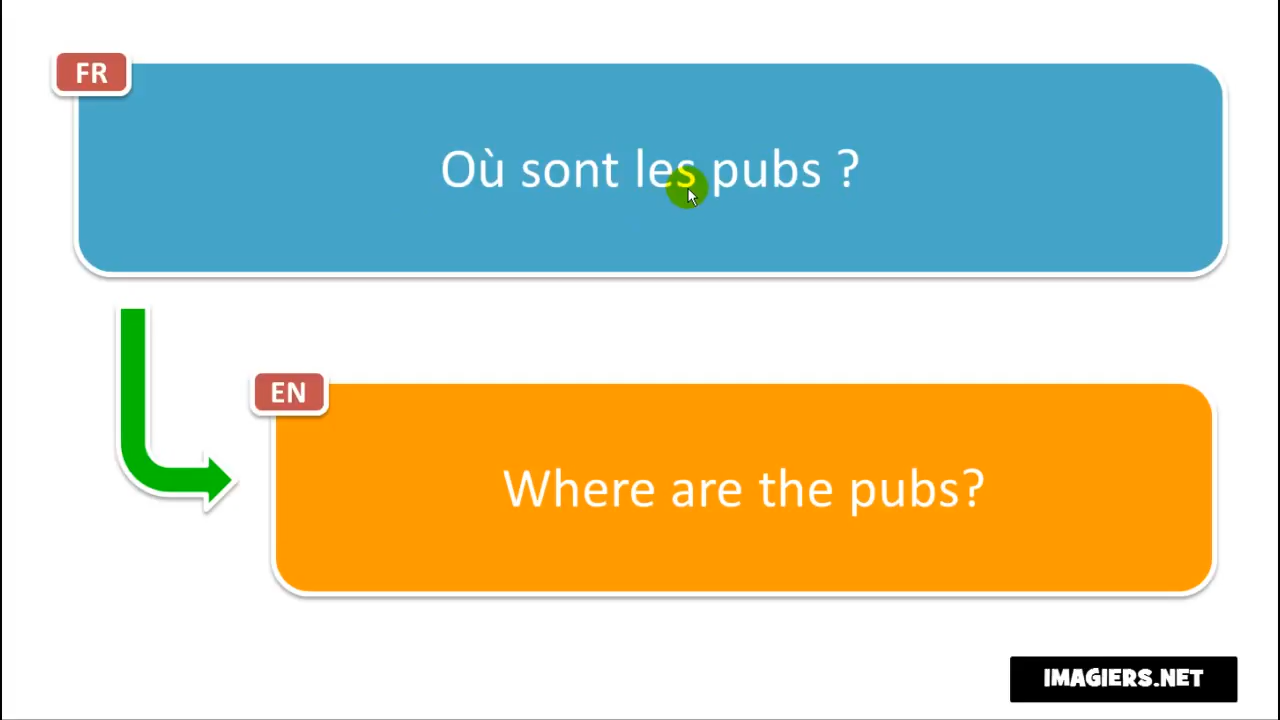 FR
Où sont les pubs ?
EN
Where are the pubs?
IMAGIERS.NET